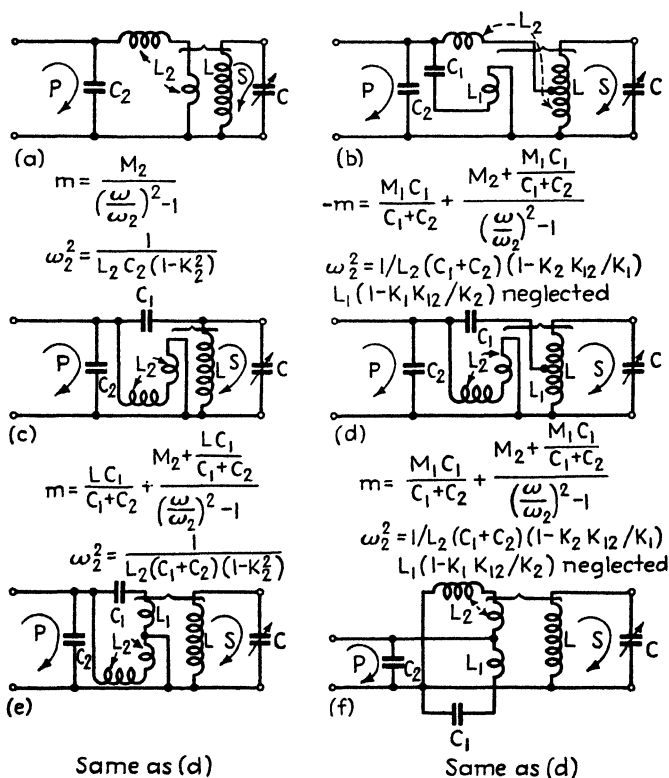 P C₂ L₂ L S C
(a)
m = M₂ / ((ω/ω₂)² - 1)
ω₂² = 1 / (L₂ C₂ (1-K₂²))
L₂
P C₂ C₁ L₁ L S C
(b)
-m = M₁C₁/(C₁+C₂) + (M₂ + M₁C₁/(C₁+C₂)) / ((ω/ω₂)² - 1)
ω₂² = 1/L₂(C₁+C₂)(1-K₂K₁₂/K₁)
L₁(1-K₁K₁₂/K₂) neglected
C₁
P C₂ L₂ L S C
(c)
m = LC₁/(C₁+C₂) + (M₂ + LC₁/(C₁+C₂)) / ((ω/ω₂)² - 1)
ω₂² = 1 / (L₂(C₁+C₂)(1-K₂²))
C₁
P C₂ L₂ L L₁ S C
(d)
m = M₁C₁/(C₁+C₂) + (M₂ + M₁C₁/(C₁+C₂)) / ((ω/ω₂)² - 1)
ω₂² = 1/L₂(C₁+C₂)(1-K₂K₁₂/K₁)
L₁(1-K₁K₁₂/K₂) neglected
C₁ L₁
P C₂ L₂ L S C
(e)
Same as (d)
L₂
P C₂ L₁ L S C
(f)
C₁
Same as (d)